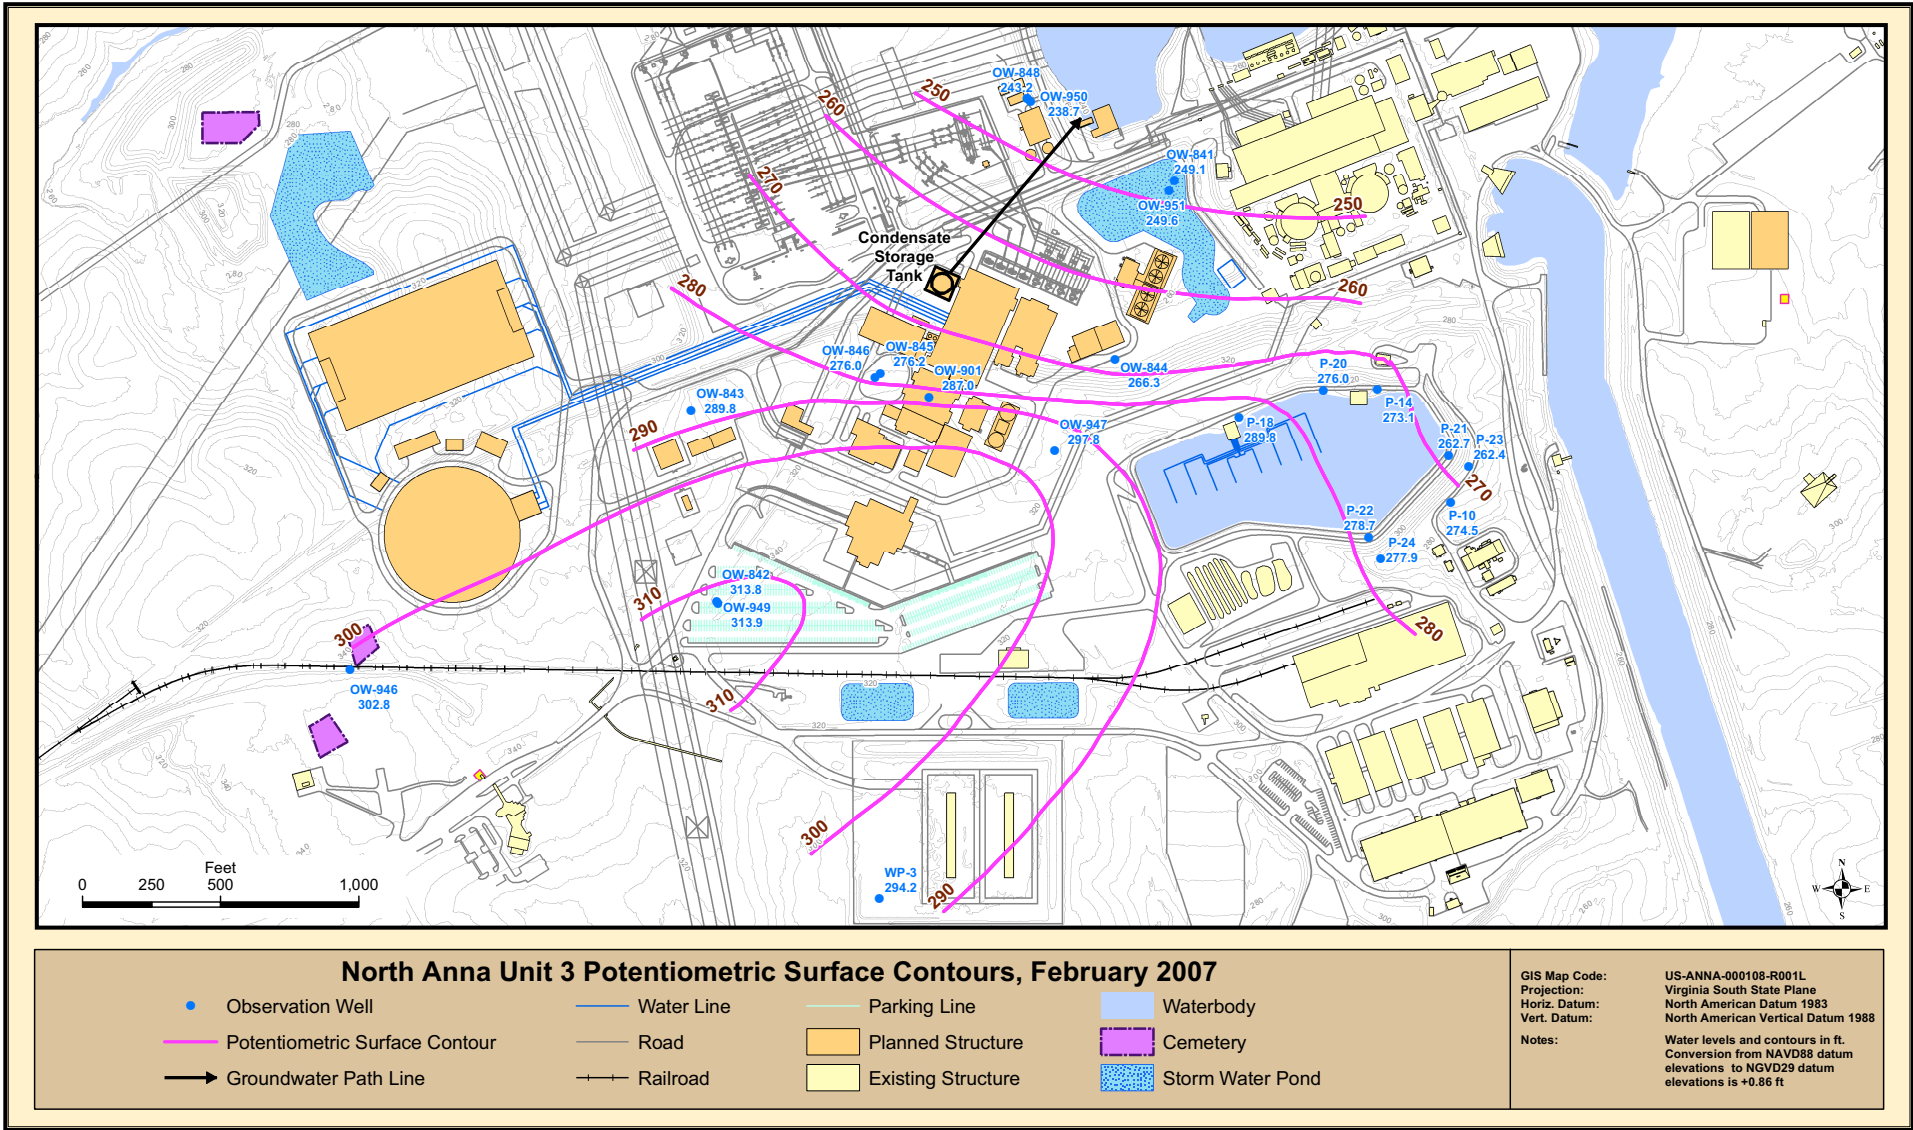 OW-848
243.2
OW-950
238.7
250
260
270
OW-841
249.1
OW-951
249.6
250
Condensate
Storage
Tank
280
260
OW-846
276.0
OW-845
276.2
OW-901
287.0
OW-844
266.3
P-20
276.0
P-14
273.1
OW-843
289.8
290
OW-947
297.8
P-18
289.8
P-21
262.7
P-23
262.4
270
P-22
278.7
P-10
274.5
P-24
277.9
OW-842
313.8
310
OW-949
313.9
300
280
OW-946
302.8
310
300
WP-3
294.2
290
Feet
0 250 500 1,000
N
W E
S
North Anna Unit 3 Potentiometric Surface Contours, February 2007
Observation Well
Water Line
Parking Line
Waterbody
Potentiometric Surface Contour
Road
Planned Structure
Cemetery
Groundwater Path Line
Railroad
Existing Structure
Storm Water Pond
GIS Map Code: US-ANNA-000108-R001L
Projection: Virginia South State Plane
Horiz. Datum: North American Datum 1983
Vert. Datum: North American Vertical Datum 1988
Notes: Water levels and contours in ft.
Conversion from NAVD88 datum
elevations to NGVD29 datum
elevations is +0.86 ft